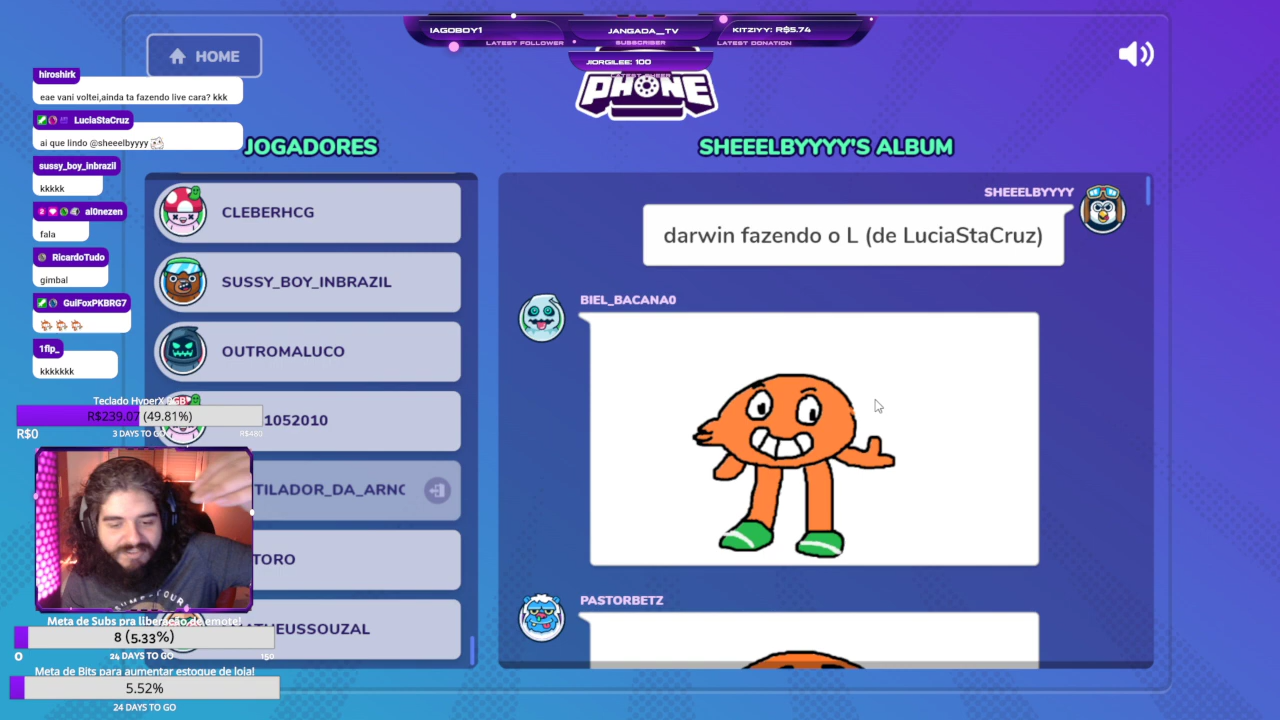 IAGOBOY1
LATEST FOLLOWER
JANGADA__TV
SUBSCRIBER
KITZIYY: R$5.74
LATEST DONATION
JIORGILEE: 100
PHONE
HOME
hiroshirk
eae vani voltei,ainda ta fazendo live cara? kkk
LuciaStaCruz
ai que lindo @sheeelbyyyy
sussy_boy_inbrazil
kkkkk
al0nezen
fala
RicardoTudo
gimbal
GuiFoxPKBRG7
1flp_
kkkkkkk
Teclado HyperX RGB
R$239.07 (49.81%)
R$0
3 DAYS TO GO
R$480
JOGADORES
CLEBERHCG
SUSSY_BOY_INBRAZIL
OUTROMALUCO
1052010
TILADOR_DA_ARNO
TORO
THEUSSOUZAL
Meta de Subs pra liberação de emote!
8 (5.33%)
0
24 DAYS TO GO
150
Meta de Bits para aumentar estoque de lola!
5.52%
24 DAYS TO GO
SHEEELBYYYY'S ALBUM
SHEEELBYYYY
darwin fazendo o L (de LuciaStaCruz)
BIEL_BACANA0
PASTORBETZ